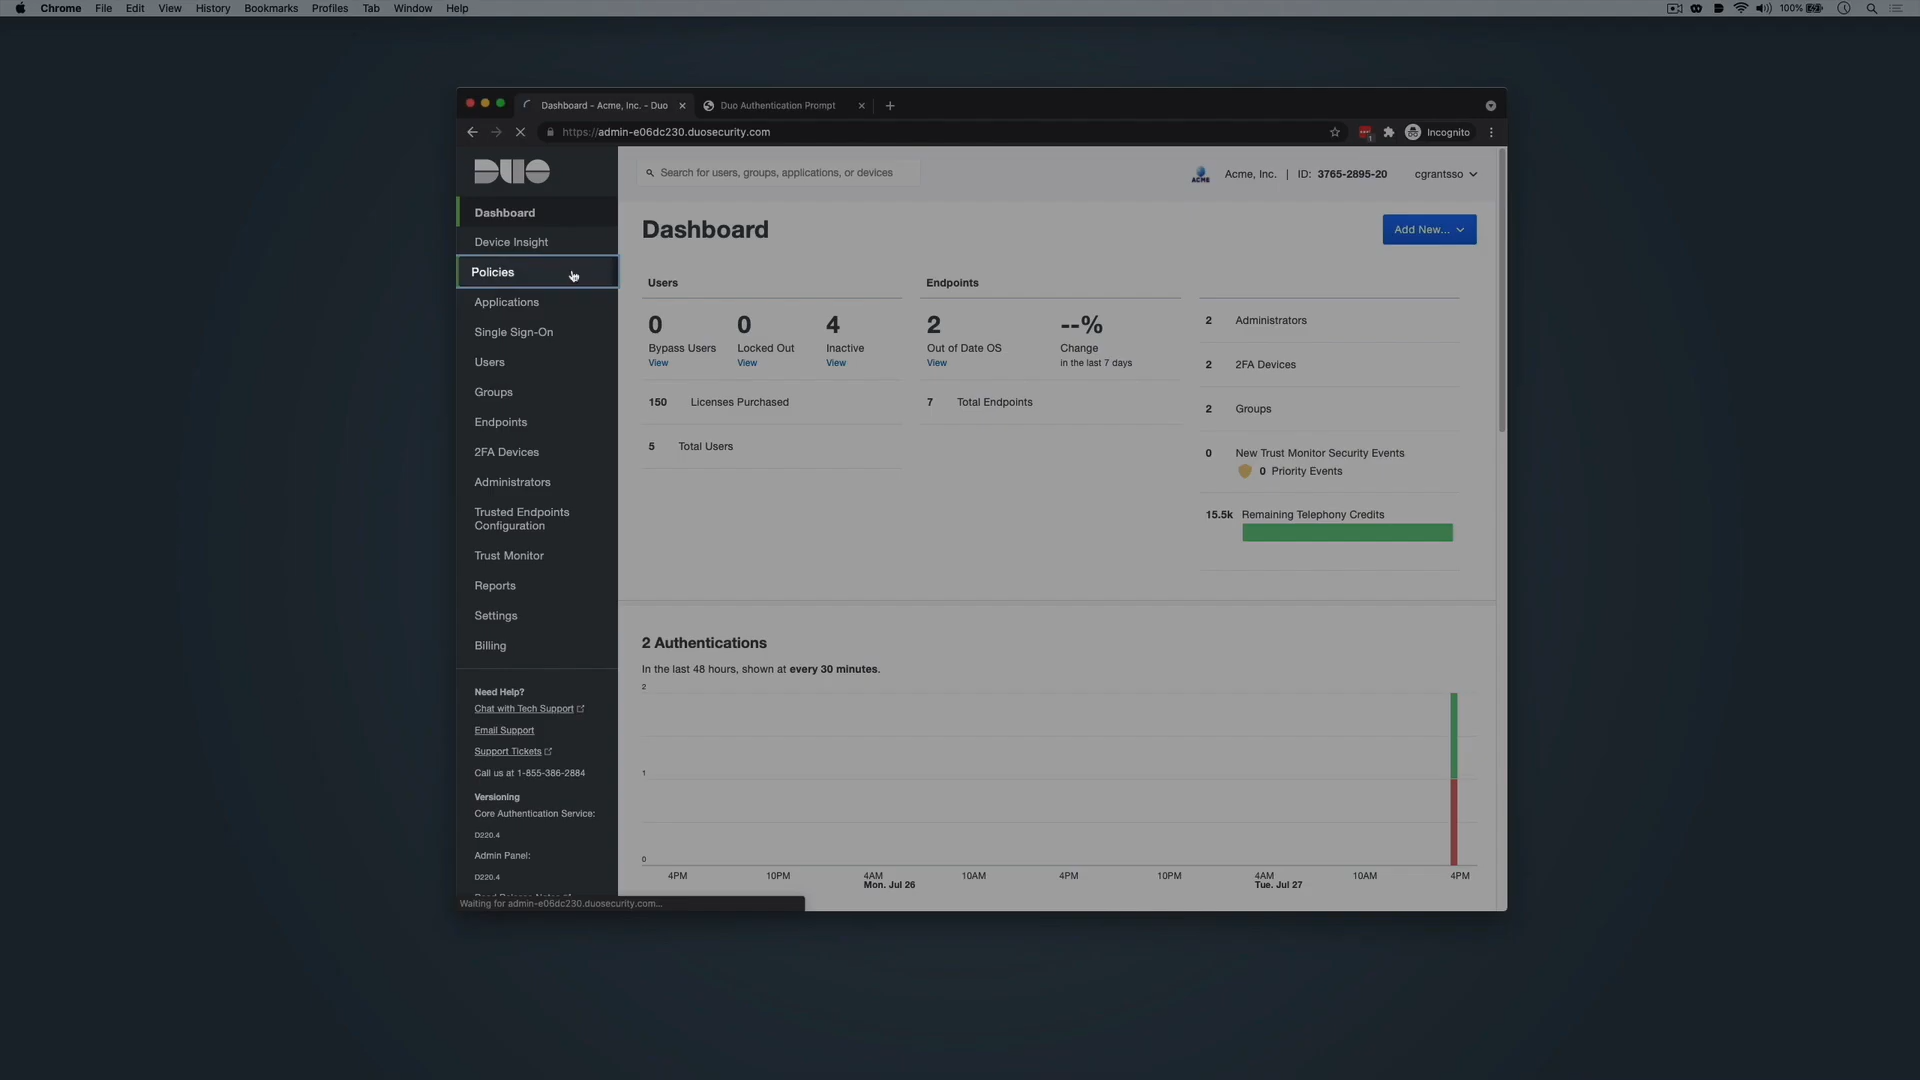 Chrome File Edit View History Bookmarks Profiles Tab Window Help
100%
Dashboard - Acme, Inc. - Duo
Duo Authentication Prompt
https://admin-e06dc230.duosecurity.com
Incognito
DUO
Search for users, groups, applications, or devices
ACME
Acme, Inc. | ID: 3765-2895-20
cgrantsso
Dashboard
Device Insight
Policies
Applications
Single Sign-On
Users
Groups
Endpoints
2FA Devices
Administrators
Trusted Endpoints
Configuration
Trust Monitor
Reports
Settings
Billing
Need Help?
Chat with Tech Support
Email Support
Support Tickets
Call us at 1-855-386-2884
Versioning
Core Authentication Service:
D220.4
Admin Panel:
D220.4
Waiting for admin-e06dc230.duosecurity.com...
Dashboard
Add New...
Users
0 0 4
Bypass Users Locked Out Inactive
View View View
150 Licenses Purchased
5 Total Users
Endpoints
2 --%
Out of Date OS Change
View in the last 7 days
7 Total Endpoints
2 Administrators
2 2FA Devices
2 Groups
0 New Trust Monitor Security Events
0 Priority Events
15.5k Remaining Telephony Credits
2 Authentications
In the last 48 hours, shown at every 30 minutes.
2
1
0
4PM 10PM 4AM 10AM 4PM 10PM 4AM 10AM 4PM
Mon. Jul 26 Tue. Jul 27